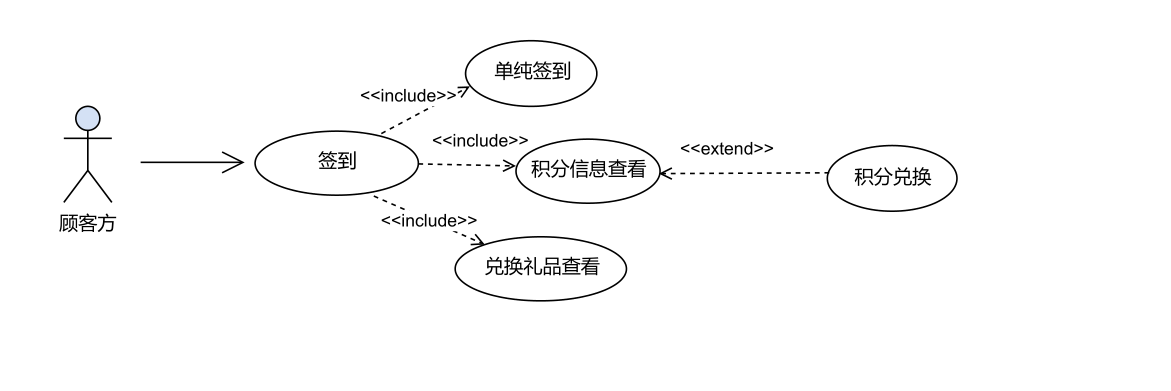 单纯签到
<<include>>
<<include>>
<<extend>>
签到
积分信息查看
积分兑换
顾客方
<<include>>
兑换礼品查看